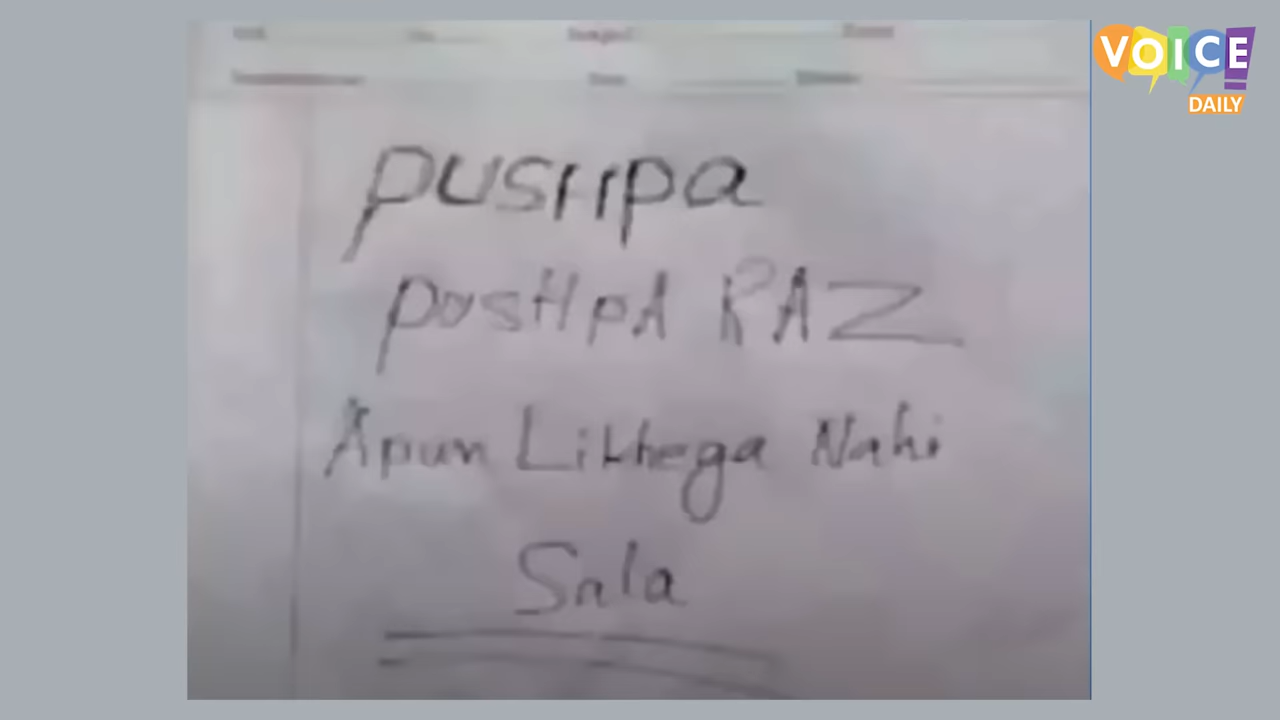 VOICE!
DAILY
PUSHPa
PUSHPA RAZ
Apun Likhega Nahi
Sala